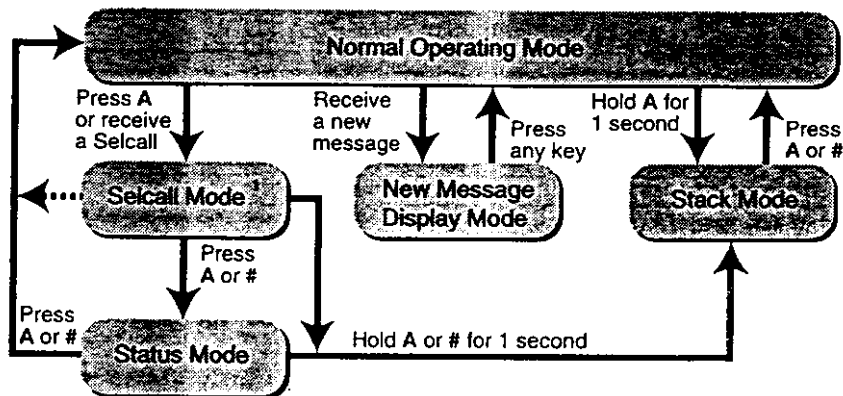 Normal Operating Mode
Press A
or receive
a Selcall
Receive
a new
message
Press
any key
Hold A for
1 second
Press
A or #
Selcall Mode
New Message
Display Mode
Stack Mode
Press
A or #
Press
A or #
Status Mode
Hold A or # for 1 second